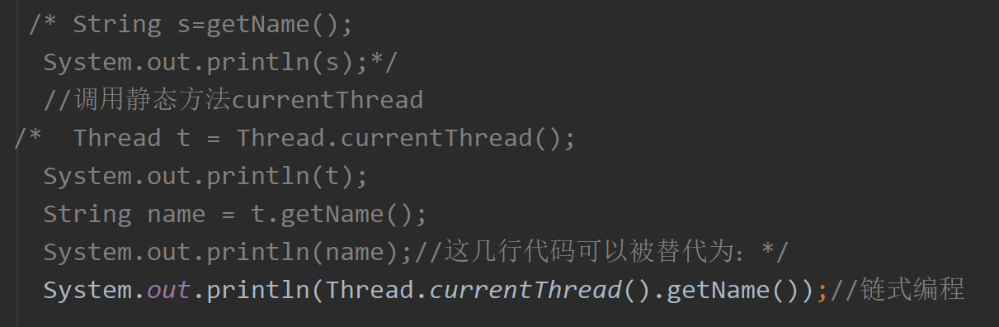 /* String s=getName();
System.out.println(s);*/
//调用静态方法currentThread
/*  Thread t = Thread.currentThread();
System.out.println(t);
String name = t.getName();
System.out.println(name);//这几行代码可以被替代为：*/
System.out.println(Thread.currentThread().getName());//链式编程